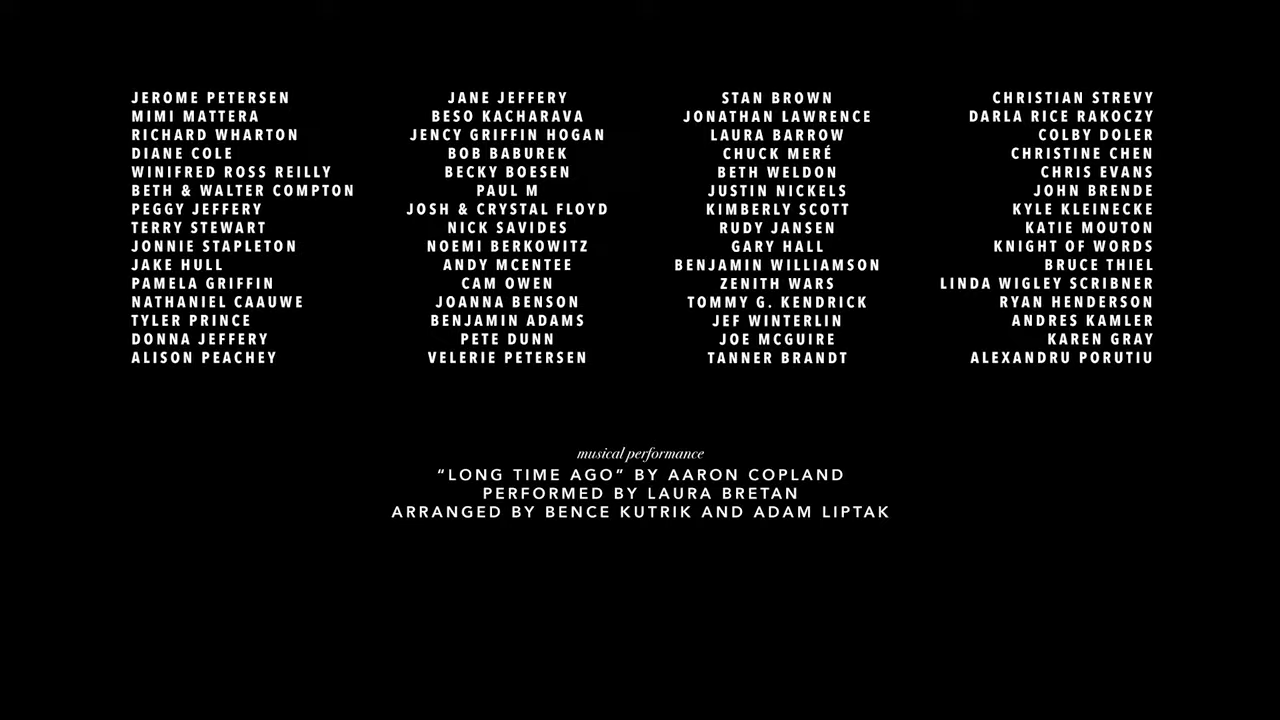 JEROME PETERSEN
MIMI MATTERA
RICHARD WHARTON
DIANE COLE
WINIFRED ROSS REILLY
BETH & WALTER COMPTON
PEGGY JEFFERY
TERRY STEWART
JONNIE STAPLETON
JAKE HULL
PAMELA GRIFFIN
NATHANIEL CAAUWE
TYLER PRINCE
DONNA JEFFERY
ALISON PEACHEY
JANE JEFFERY
BESO KACHARAVA
JENCY GRIFFIN HOGAN
BOB BABUREK
BECKY BOESEN
PAUL M
JOSH & CRYSTAL FLOYD
NICK SAVIDES
NOEMI BERKOWITZ
ANDY MCENTEE
CAM OWEN
JOANNA BENSON
BENJAMIN ADAMS
PETE DUNN
VELERIE PETERSEN
STAN BROWN
JONATHAN LAWRENCE
LAURA BARROW
CHUCK MERÉ
BETH WELDON
JUSTIN NICKELS
KIMBERLY SCOTT
RUDY JANSEN
GARY HALL
BENJAMIN WILLIAMSON
ZENITH WARS
TOMMY G. KENDRICK
JEF WINTERLIN
JOE MCGUIRE
TANNER BRANDT
CHRISTIAN STREVY
DARLA RICE RAKOCZY
COLBY DOLER
CHRISTINE CHEN
CHRIS EVANS
JOHN BRENDE
KYLE KLEINECKE
KATIE MOUTON
KNIGHT OF WORDS
BRUCE THIEL
LINDA WIGLEY SCRIBNER
RYAN HENDERSON
ANDRES KAMLER
KAREN GRAY
ALEXANDRU PORUTIU
musical performance
“LONG TIME AGO” BY AARON COPLAND
PERFORMED BY LAURA BRETAN
ARRANGED BY BENCE KUTRIK AND ADAM LIPTAK